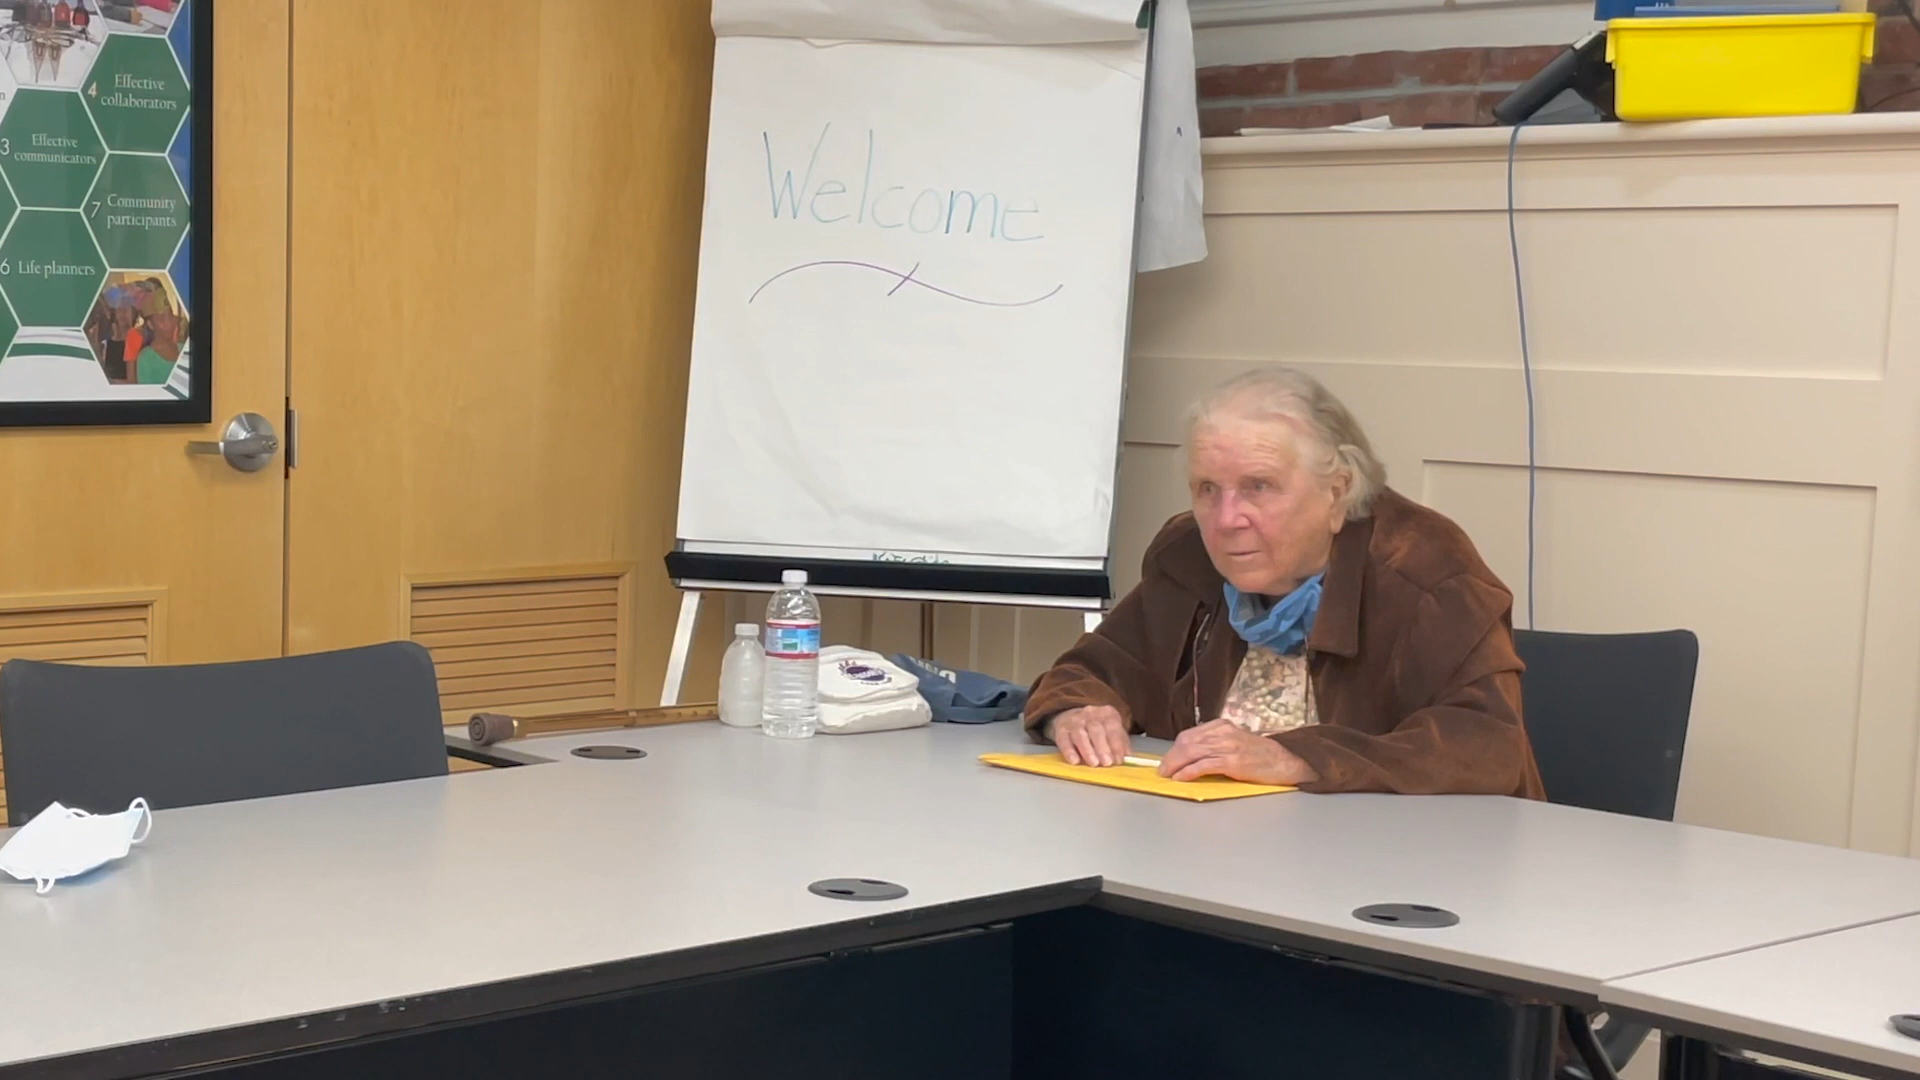 4 Effective
collaborators
3 Effective
communicators
7 Community
participants
6 Life planners
Welcome